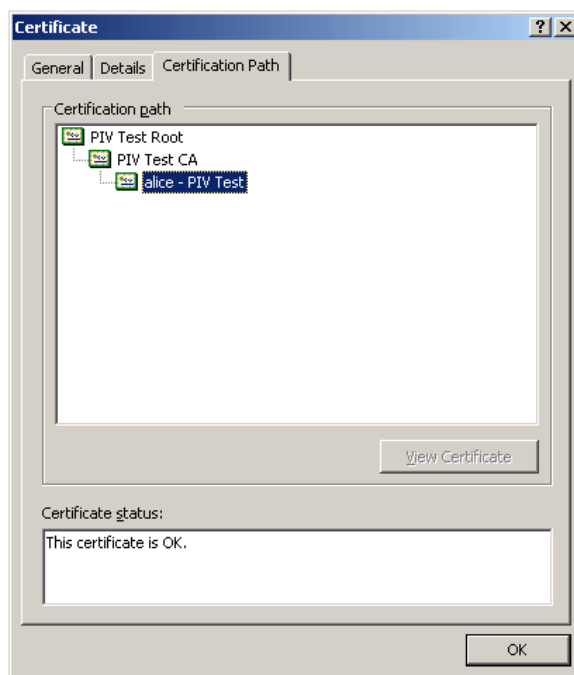 Certificate
? X
General Details Certification Path
Certification path
PIV Test Root
PIV Test CA
alice - PIV Test
View Certificate
Certificate status:
This certificate is OK.
OK